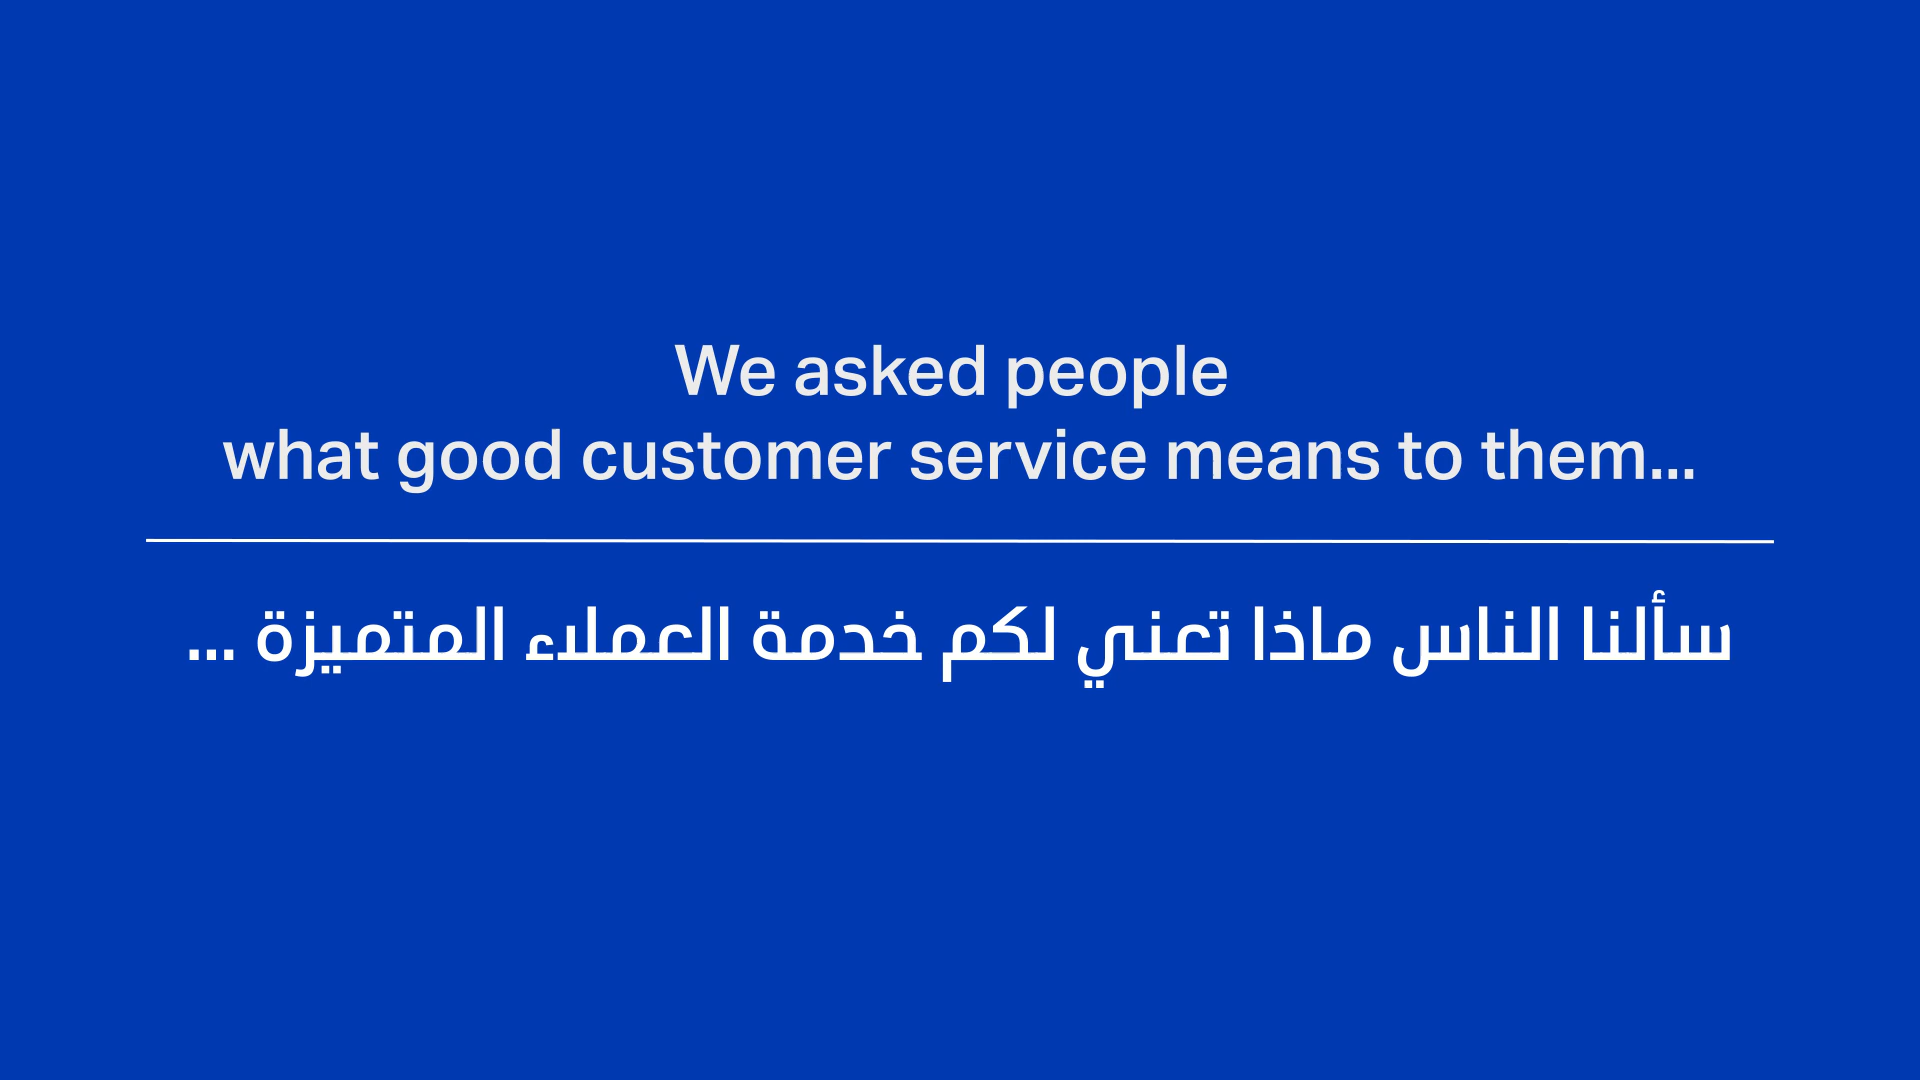 We asked people
what good customer service means to them...
سألنا الناس ماذا تعني لكم خدمة العملاء المتميزة ...